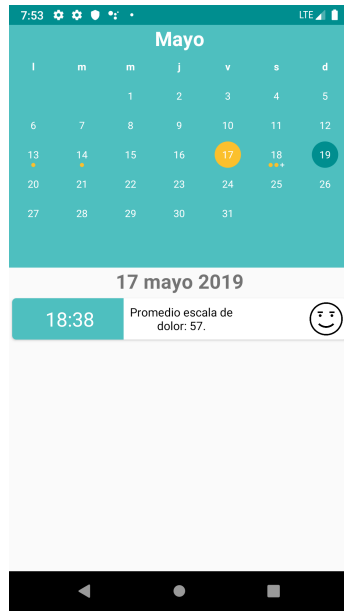 7:53 LTE
Mayo
l m m j v s d
1 2 3 4 5
6 7 8 9 10 11 12
13 14 15 16 17 18 19
20 21 22 23 24 25 26
27 28 29 30 31
17 mayo 2019
18:38
Promedio escala de
dolor: 57.